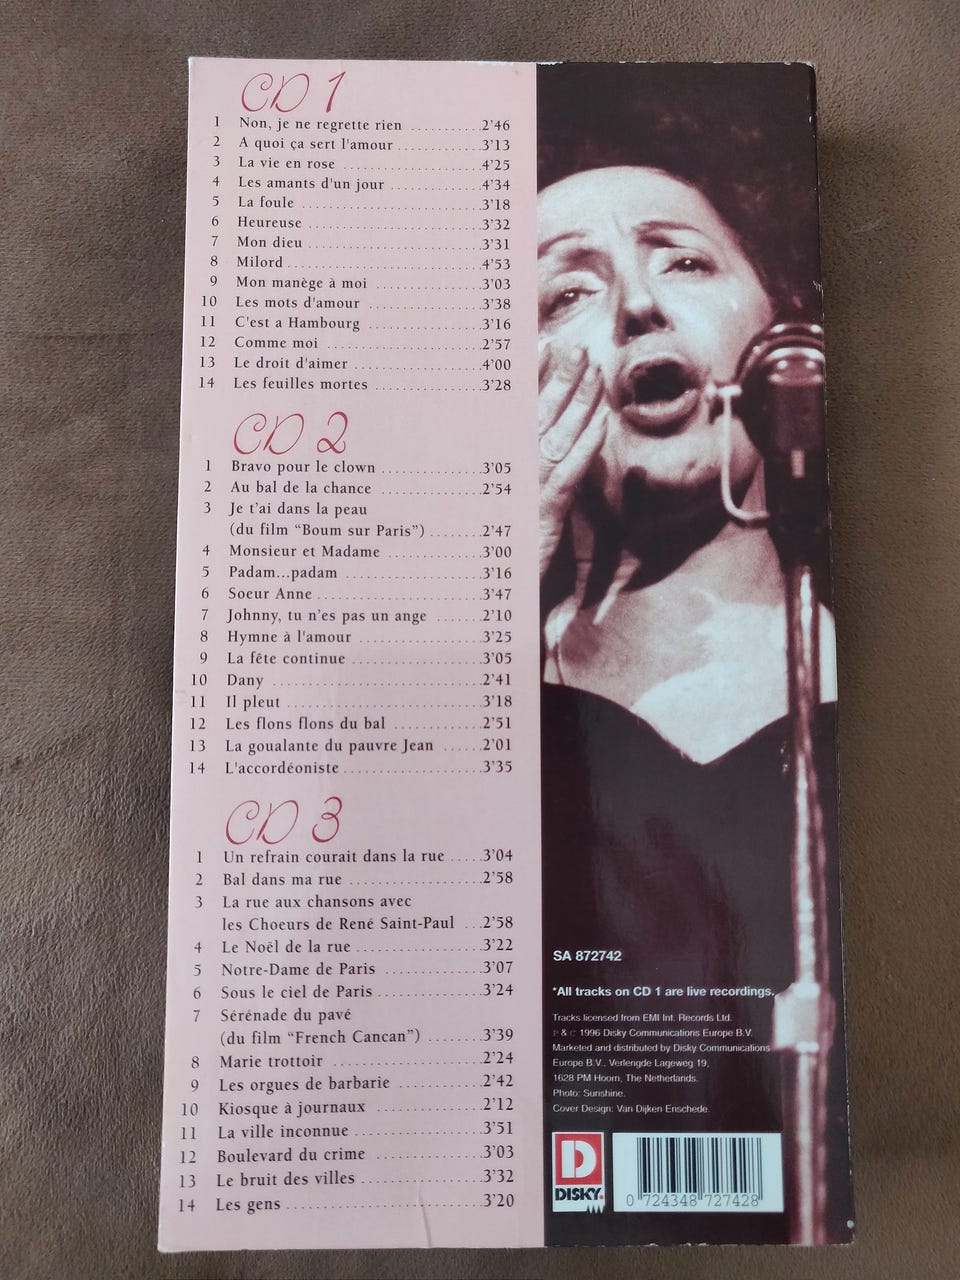 CD 1
1 Non, je ne regrette rien ..........2'46
2 A quoi ça sert l'amour ............3'13
3 La vie en rose ....................4'25
4 Les amants d'un jour ..............4'34
5 La foule ..........................3'18
6 Heureuse ..........................3'32
7 Mon dieu ..........................3'31
8 Milord ............................4'53
9 Mon manège à moi ..................3'03
10 Les mots d'amour .................3'38
11 C'est a Hambourg .................3'16
12 Comme moi ........................2'57
13 Le droit d'aimer .................4'00
14 Les feuilles mortes ..............3'28
CD 2
1 Bravo pour le clown ...............3'05
2 Au bal de la chance ...............2'54
3 Je t'ai dans la peau
(du film “Boum sur Paris”) ..........2'47
4 Monsieur et Madame ................3'00
5 Padam...padam .....................3'16
6 Soeur Anne ........................3'47
7 Johnny, tu n'es pas un ange .......2'10
8 Hymne à l'amour ...................3'25
9 La fête continue ..................3'05
10 Dany .............................2'41
11 Il pleut .........................3'18
12 Les flons flons du bal ...........2'51
13 La goualante du pauvre Jean ......2'01
14 L'accordéoniste ..................3'35
CD 3
1 Un refrain courait dans la rue .....3'04
2 Bal dans ma rue ...................2'58
3 La rue aux chansons avec
les Choeurs de René Saint-Paul ...2'58
4 Le Noël de la rue .................3'22
5 Notre-Dame de Paris ...............3'07
6 Sous le ciel de Paris .............3'24
7 Sérénade du pavé
(du film “French Cancan”) ...........3'39
8 Marie trottoir ....................2'24
9 Les orgues de barbarie ............2'42
10 Kiosque à journaux ...............2'12
11 La ville inconnue ................3'51
12 Boulevard du crime ...............3'03
13 Le bruit des villes ..............3'32
14 Les gens .........................3'20
SA 872742
*All tracks on CD 1 are live recordings.
Tracks licensed from EMI Int. Records Ltd.
℗ & © 1996 Disky Communications Europe B.V.
Marketed and distributed by Disky Communications
Europe B.V., Verlengde Lageweg 19,
1628 PM Hoorn, The Netherlands.
Photo: Sunshine.
Cover Design: Van Dijken Enschede.
D
DISKY
0 724348 727428